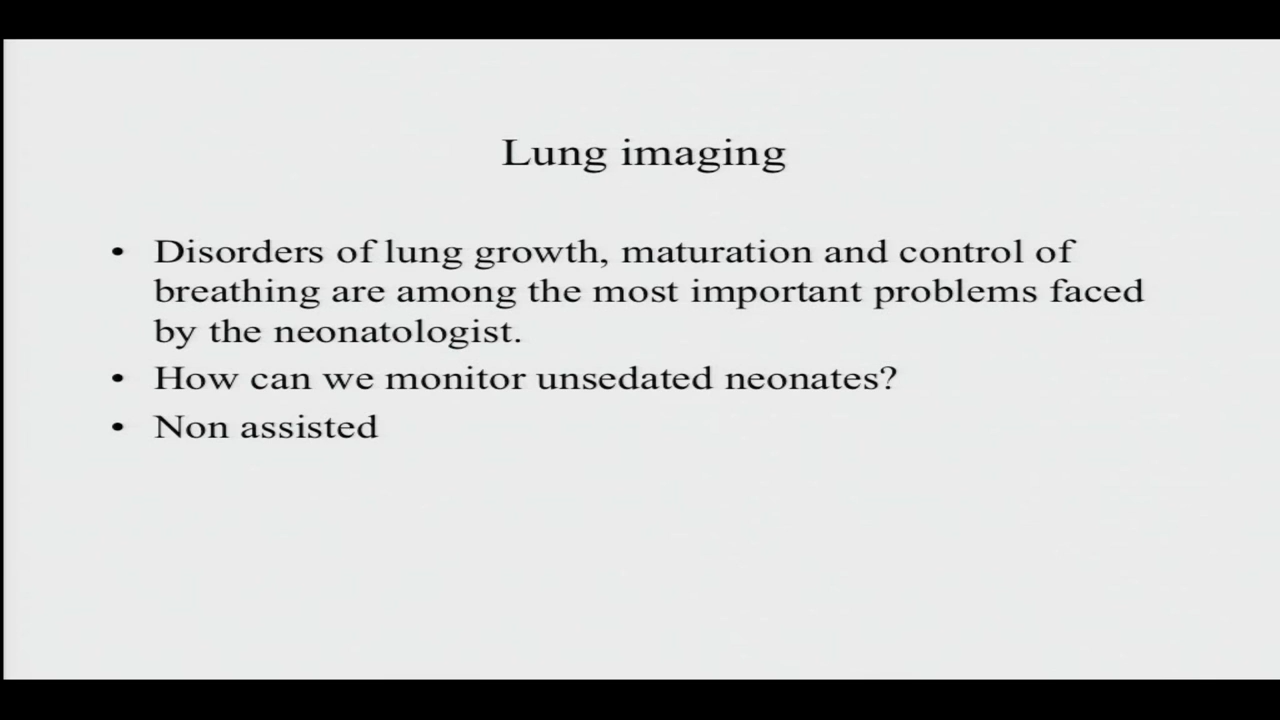 Lung imaging
• Disorders of lung growth, maturation and control of
breathing are among the most important problems faced
by the neonatologist.
• How can we monitor unsedated neonates?
• Non assisted